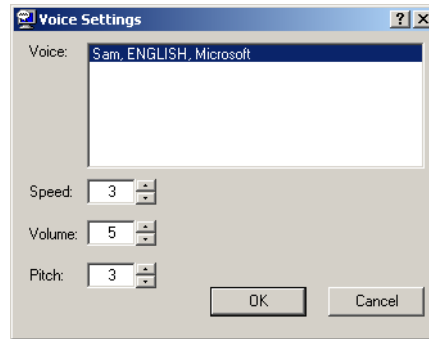 Voice Settings
Voice: Sam, ENGLISH, Microsoft
Speed: 3
Volume: 5
Pitch: 3
OK Cancel